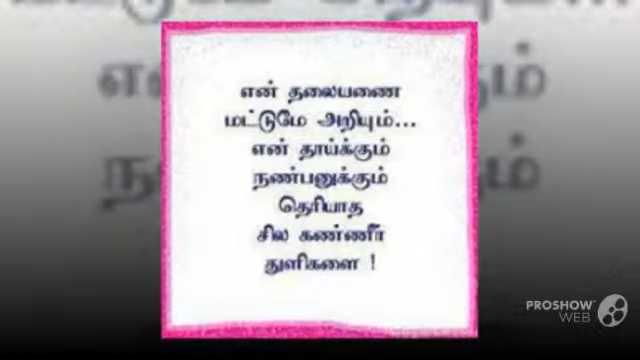 என் தலையணை
மட்டுமே அறியும்...
என் தாய்க்கும்
நண்பனுக்கும்
தெரியாத
சில கண்ணீர்
துளிகளை !
PROSHOW
WEB